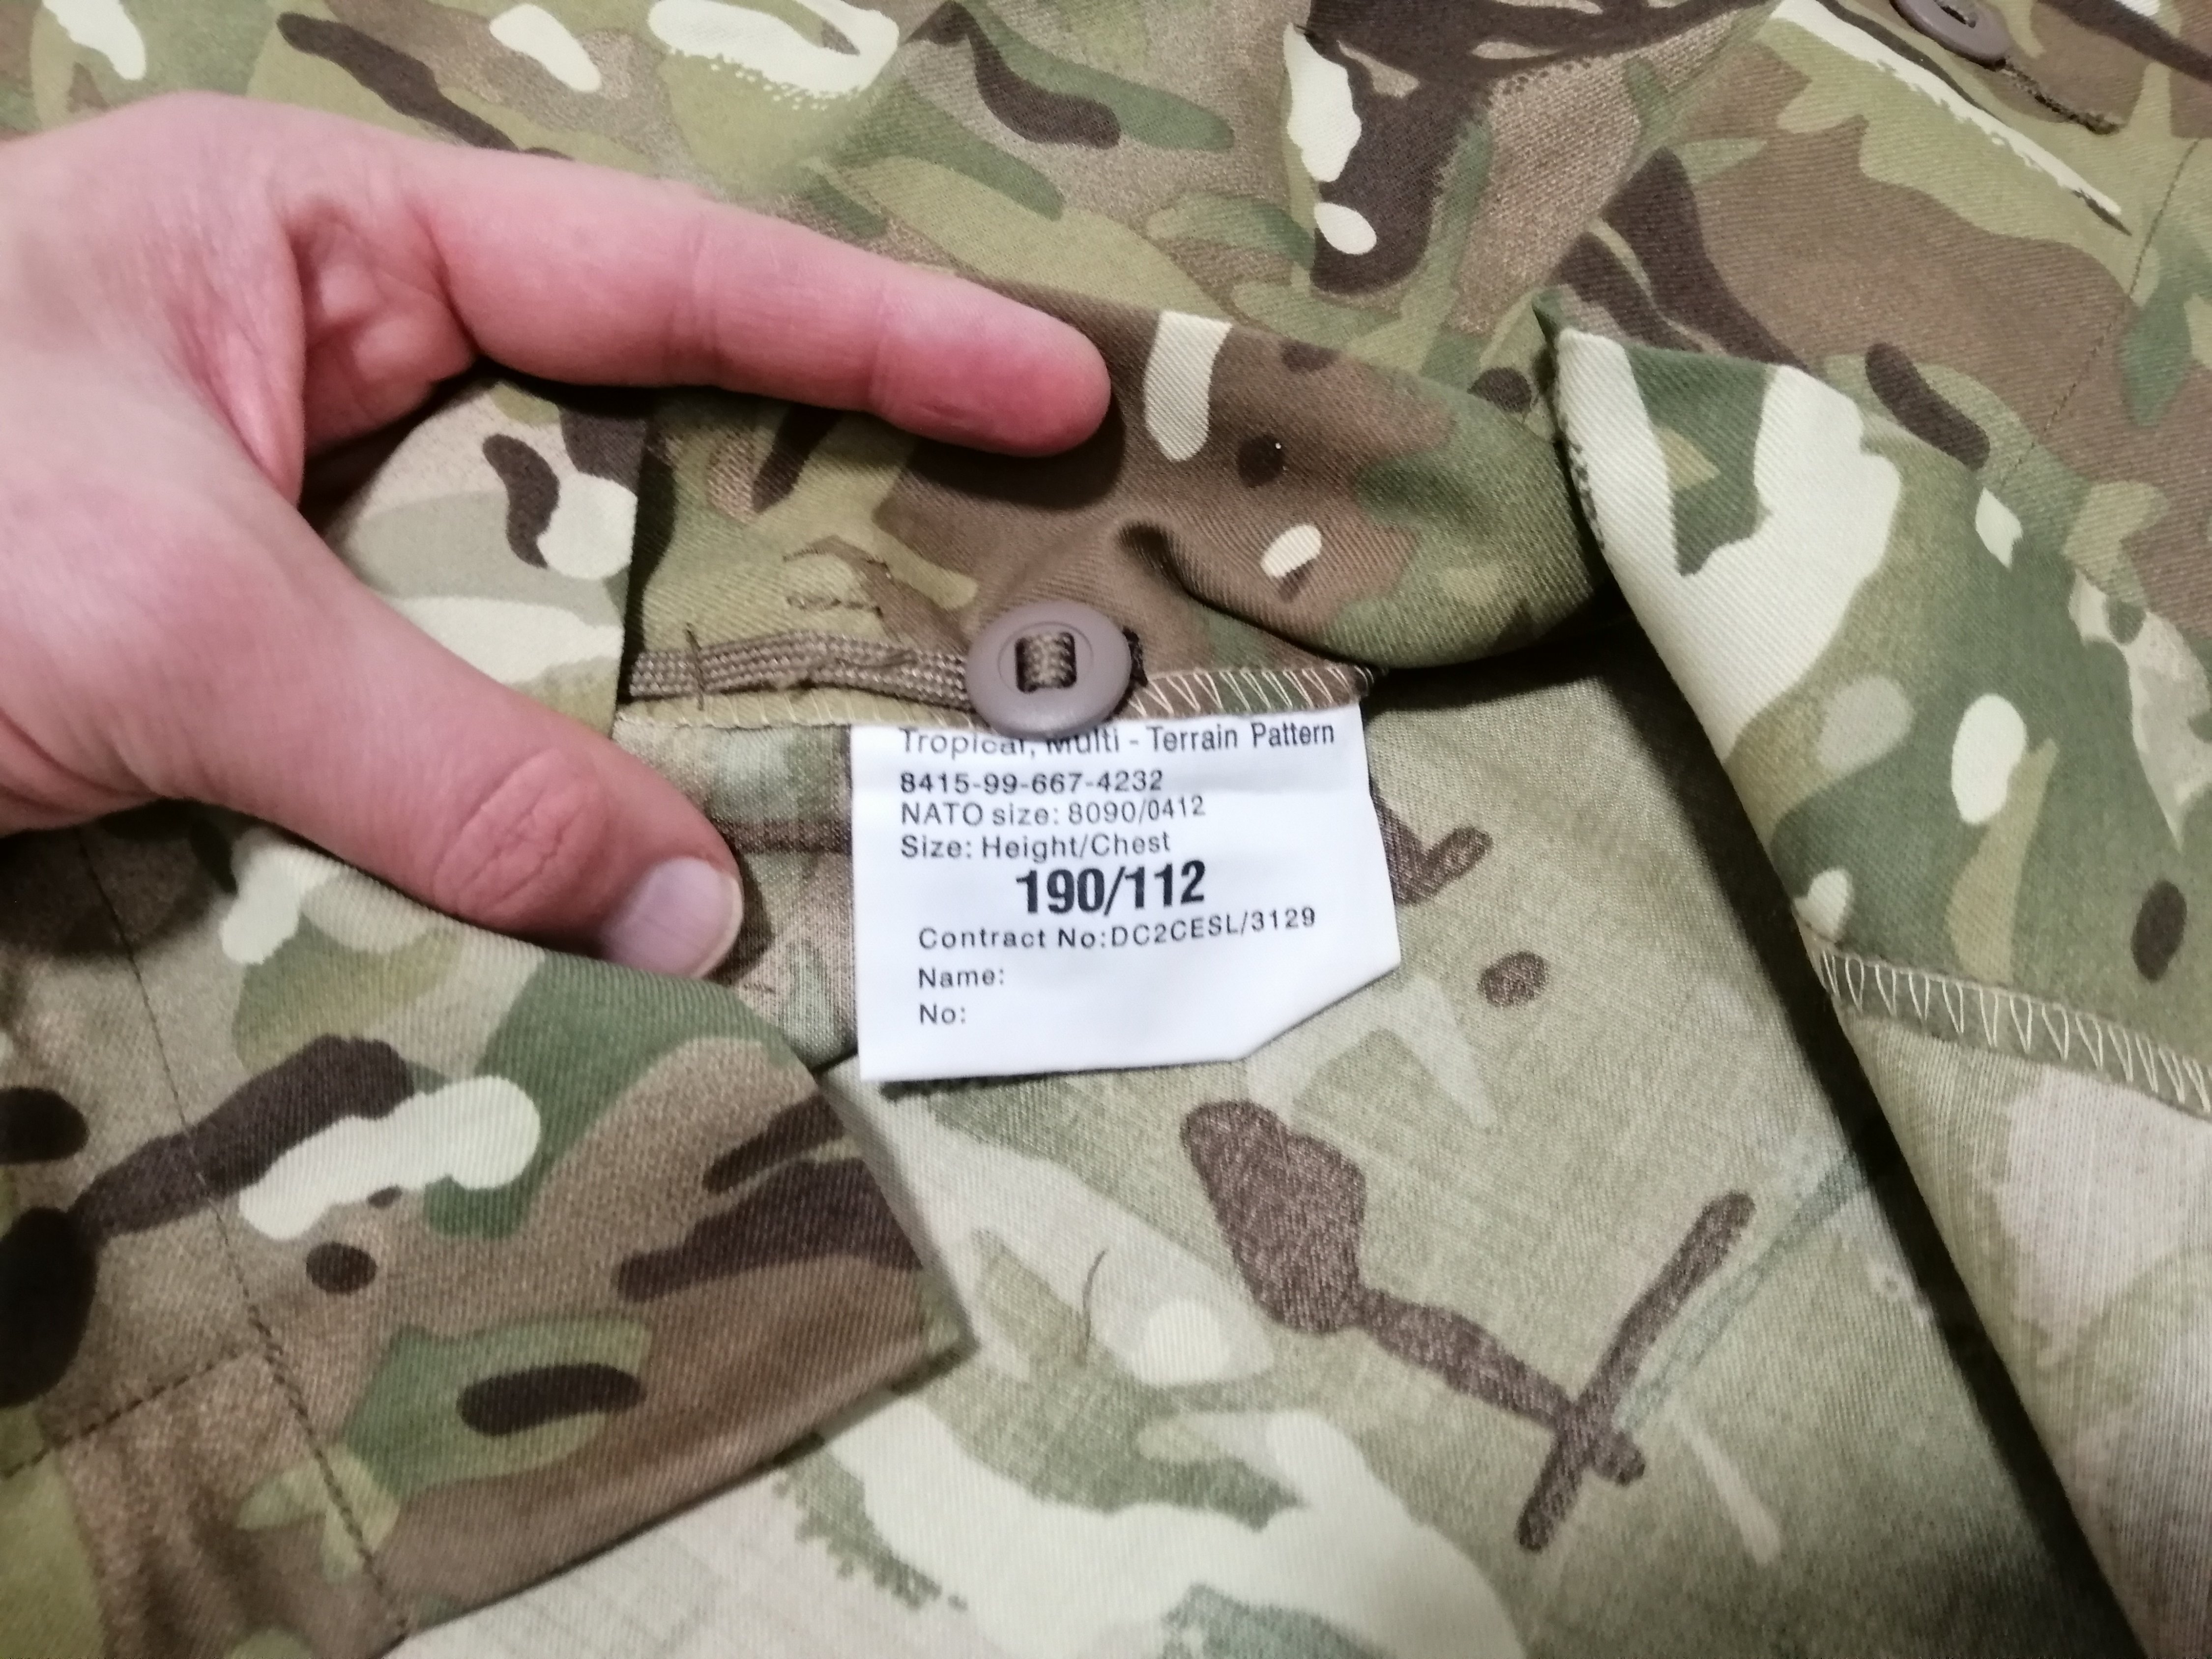 Tropical, Multi - Terrain Pattern
8415-99-667-4232
NATO size: 8090/0412
Size: Height/Chest
190/112
Contract No:DC2CESL/3129
Name:
No: